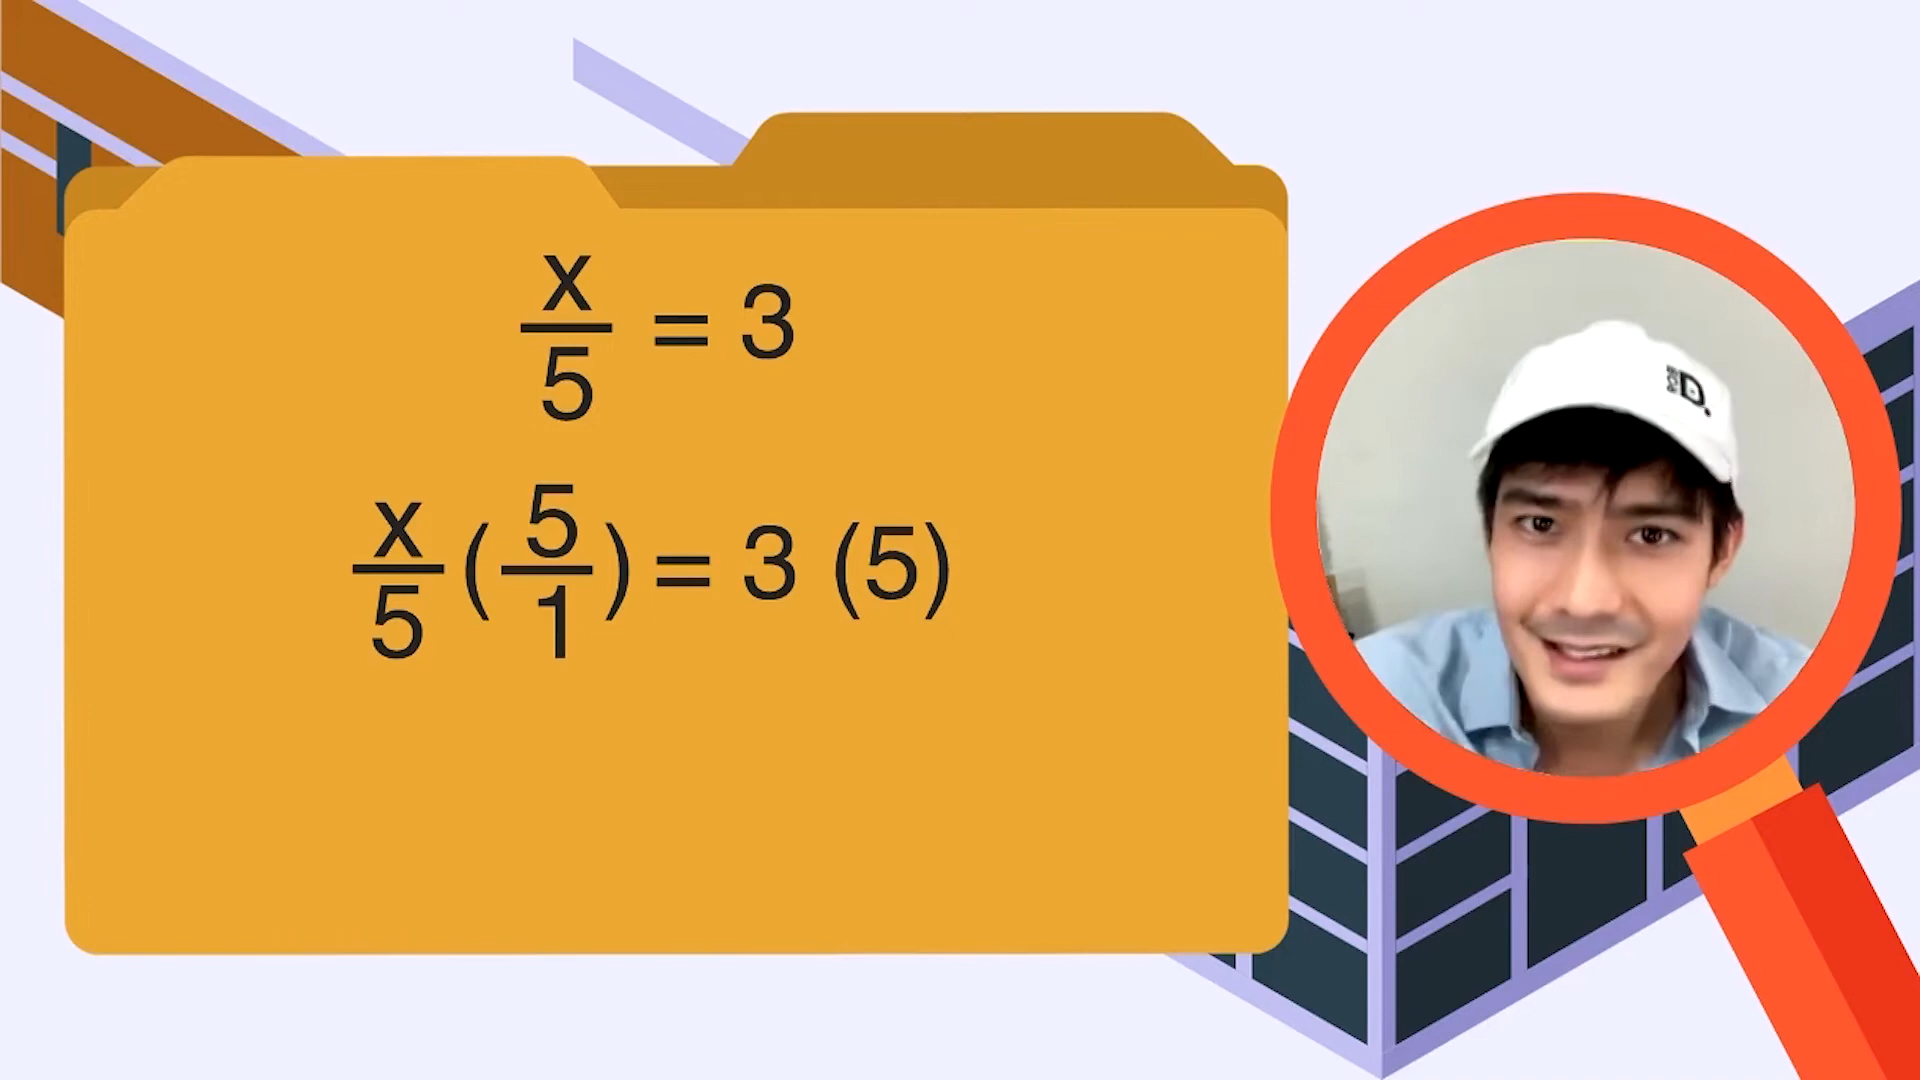 x/5 = 3
x/5 (5/1) = 3 (5)
D.